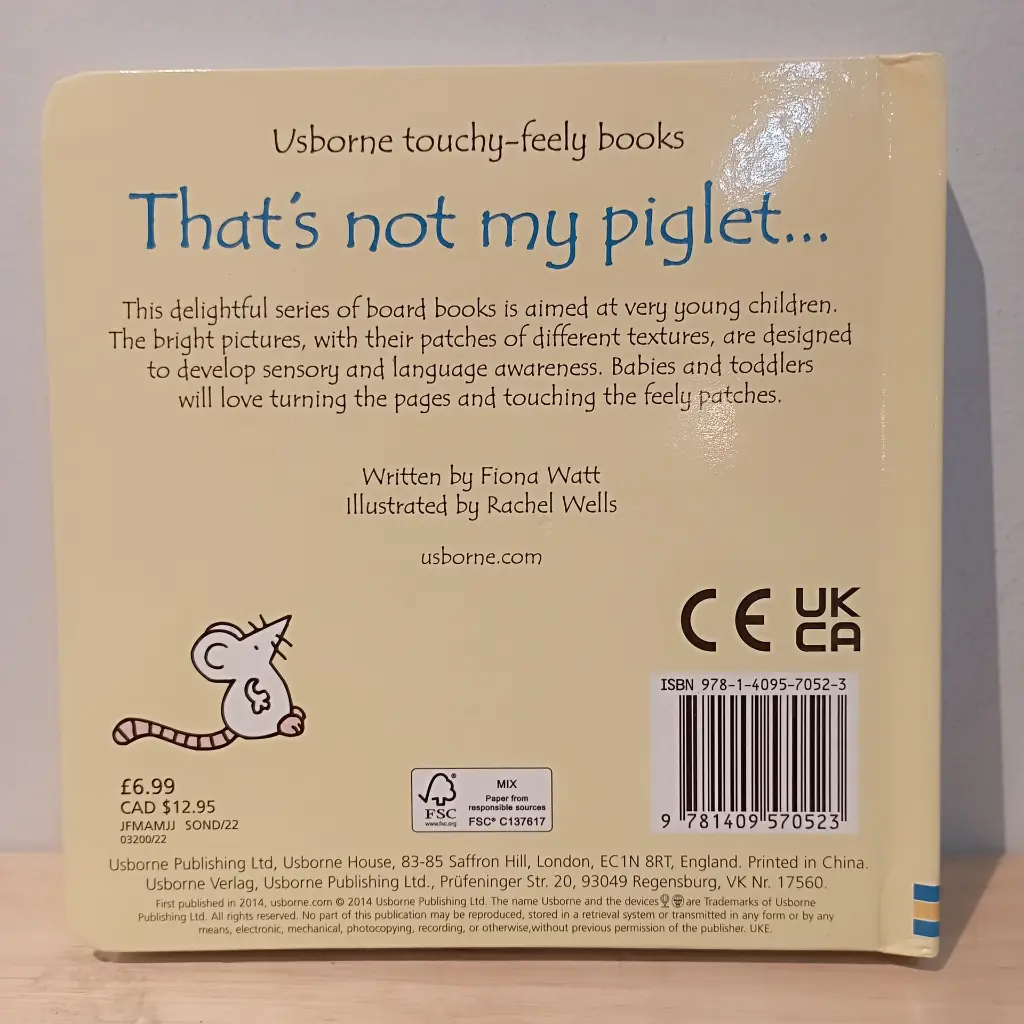 Usborne touchy-feely books
That's not my piglet...
This delightful series of board books is aimed at very young children.
The bright pictures, with their patches of different textures, are designed
to develop sensory and language awareness. Babies and toddlers
will love turning the pages and touching the feely patches.
Written by Fiona Watt
Illustrated by Rachel Wells
usborne.com
CE UK
CA
ISBN 978-1-4095-7052-3
9 781409 570523
£6.99
CAD $12.95
JFMAMJJ SOND/22
03200/22
FSC
www.fsc.org
MIX
Paper from
responsible sources
FSC® C137617
Usborne Publishing Ltd, Usborne House, 83-85 Saffron Hill, London, EC1N 8RT, England. Printed in China.
Usborne Verlag, Usborne Publishing Ltd., Prüfeninger Str. 20, 93049 Regensburg, VK Nr. 17560.
First published in 2014, usborne.com © 2014 Usborne Publishing Ltd. The name Usborne and the devices are Trademarks of Usborne
Publishing Ltd. All rights reserved. No part of this publication may be reproduced, stored in a retrieval system or transmitted in any form or by any
means, electronic, mechanical, photocopying, recording, or otherwise,without previous permission of the publisher. UKE.